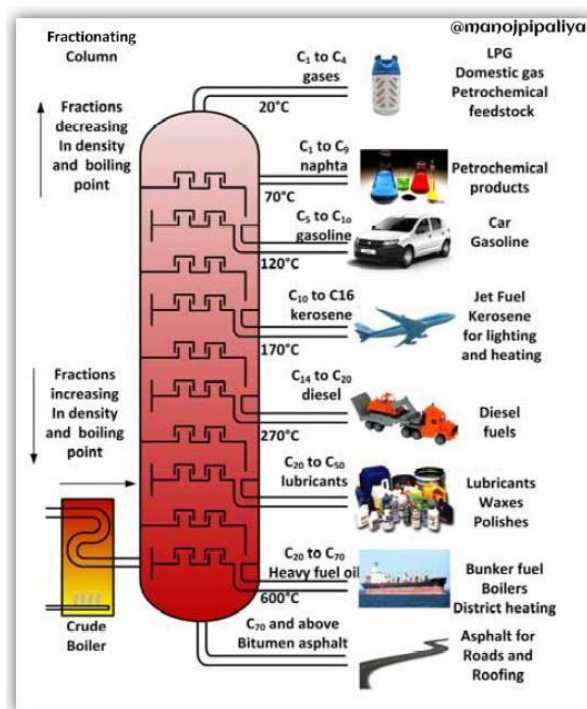 @manojpipaliya
Fractionating
Column
Fractions
decreasing
In density
and boiling
point
C₁ to C₄
gases
20°C
LPG
Domestic gas
Petrochemical
feedstock
C₁ to C₉
naphta
70°C
Petrochemical
products
C₅ to C₁₀
gasoline
120°C
Car
Gasoline
C₁₀ to C16
kerosene
170°C
Jet Fuel
Kerosene
for lighting
and heating
Fractions
increasing
In density
and boiling
point
C₁₄ to C₂₀
diesel
270°C
Diesel
fuels
C₂₀ to C₅₀
lubricants
Lubricants
Waxes
Polishes
C₂₀ to C₇₀
Heavy fuel oil
600°C
Bunker fuel
Boilers
District heating
Crude
Boiler
C₇₀ and above
Bitumen asphalt
Asphalt for
Roads and
Roofing